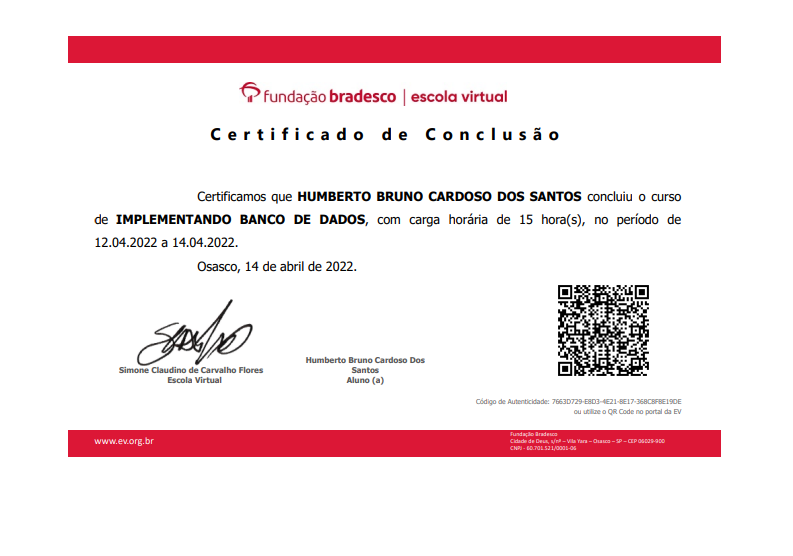 fundação bradesco | escola virtual
Certificado de Conclusão
Certificamos que HUMBERTO BRUNO CARDOSO DOS SANTOS concluiu o curso
de IMPLEMENTANDO BANCO DE DADOS, com carga horária de 15 hora(s), no período de
12.04.2022 a 14.04.2022.
Osasco, 14 de abril de 2022.
Simone Claudino de Carvalho Flores
Escola Virtual
Humberto Bruno Cardoso Dos
Santos
Aluno (a)
Código de Autenticidade: 7663D729-E8D3-4E21-8E17-368C8F8E19DE
ou utilize o QR Code no portal da EV
www.ev.org.br
Fundação Bradesco
Cidade de Deus, s/nº – Vila Yara – Osasco – SP – CEP 06029-900
CNPJ - 60.701.521/0001-06